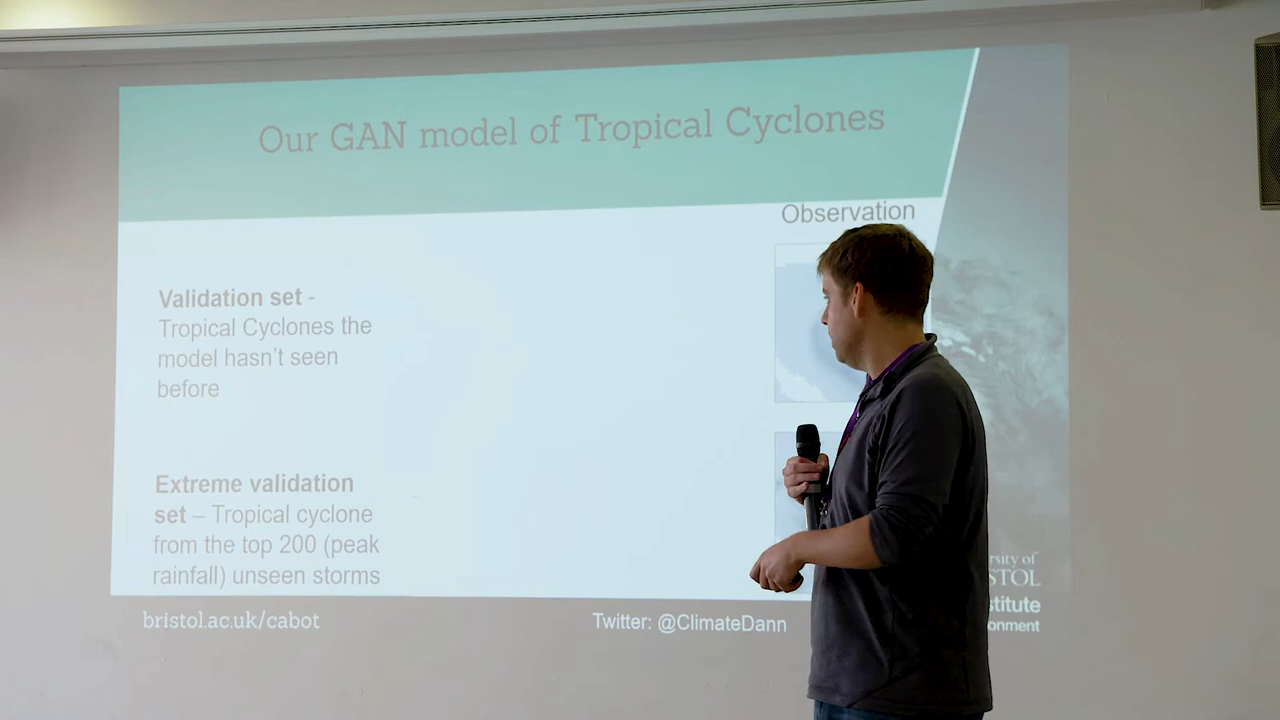 Our GAN model of Tropical Cyclones
Observation
Validation set -
Tropical Cyclones the
model hasn't seen
before
Extreme validation
set – Tropical cyclone
from the top 200 (peak
rainfall) unseen storms
bristol.ac.uk/cabot
Twitter: @ClimateDann